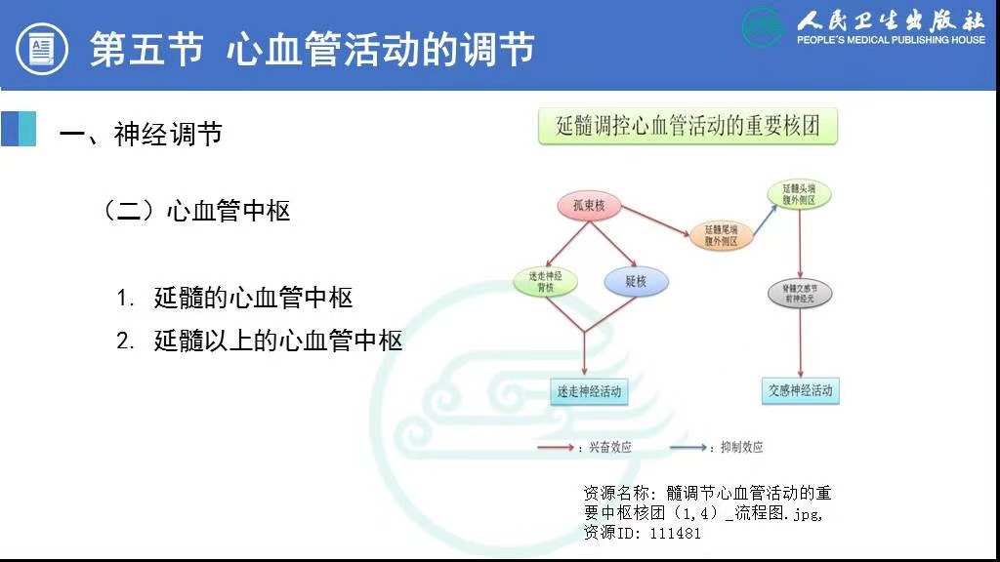 第五节 心血管活动的调节
人民卫生出版社
PEOPLE'S MEDICAL PUBLISHING HOUSE
一、神经调节
（二）心血管中枢
1. 延髓的心血管中枢
2. 延髓以上的心血管中枢
延髓调控心血管活动的重要核团
孤束核
延髓尾端
腹外侧区
延髓头端
腹外侧区
迷走神经
背核
疑核
脊髓交感节
前神经元
迷走神经活动
交感神经活动
：兴奋效应
：抑制效应
资源名称: 髓调节心血管活动的重
要中枢核团（1,4）_流程图.jpg,
资源ID: 111481